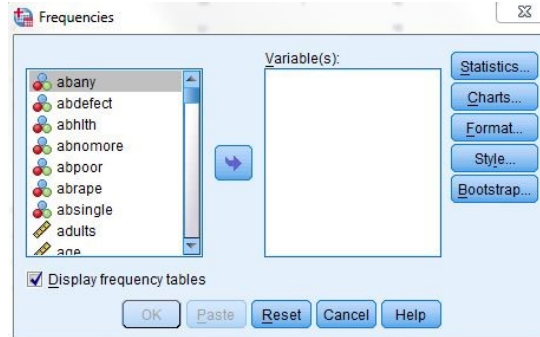 Frequencies
Variable(s):
abany
abdefect
abhlth
abnomore
abpoor
abrape
absingle
adults
age
Statistics...
Charts...
Format...
Style...
Bootstrap...
Display frequency tables
OK Paste Reset Cancel Help